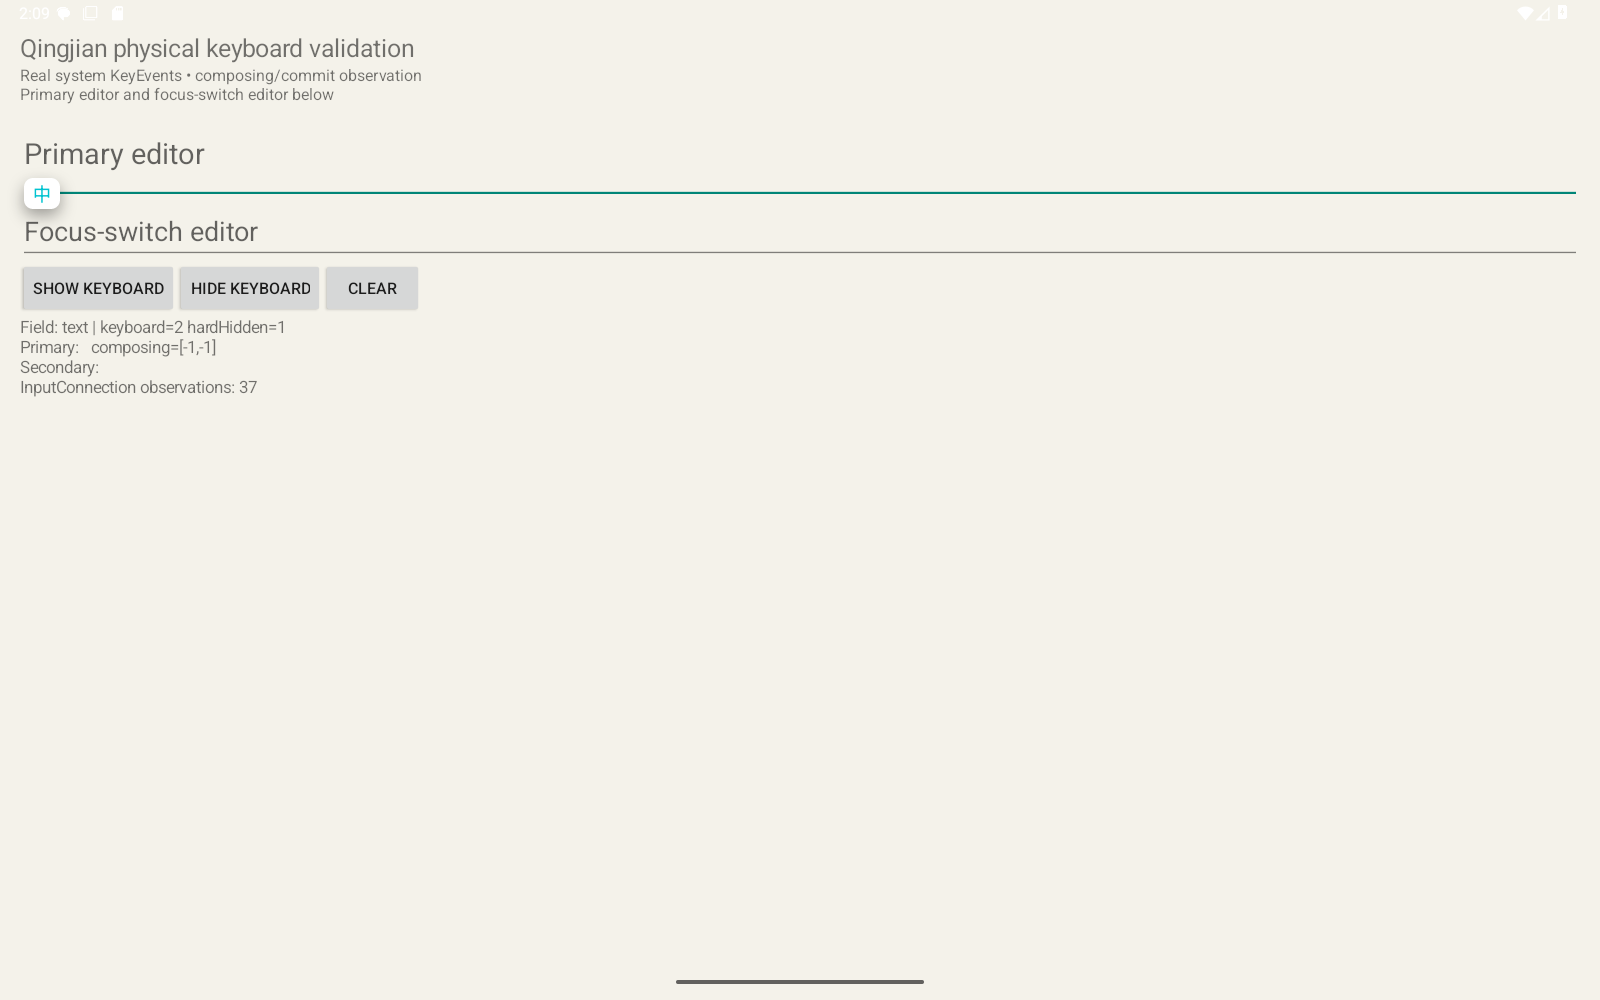 2:09
Qingjian physical keyboard validation
Real system KeyEvents • composing/commit observation
Primary editor and focus-switch editor below
Primary editor
中
Focus-switch editor
SHOW KEYBOARD HIDE KEYBOARD CLEAR
Field: text | keyboard=2 hardHidden=1
Primary:   composing=[-1,-1]
Secondary:
InputConnection observations: 37